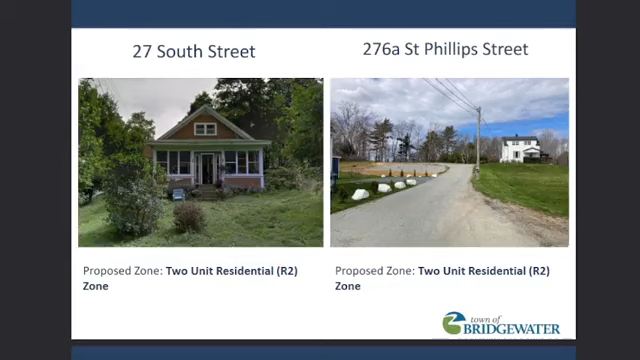 27 South Street
276a St Phillips Street
Proposed Zone: Two Unit Residential (R2)
Zone
Proposed Zone: Two Unit Residential (R2)
Zone
town of
BRIDGEWATER